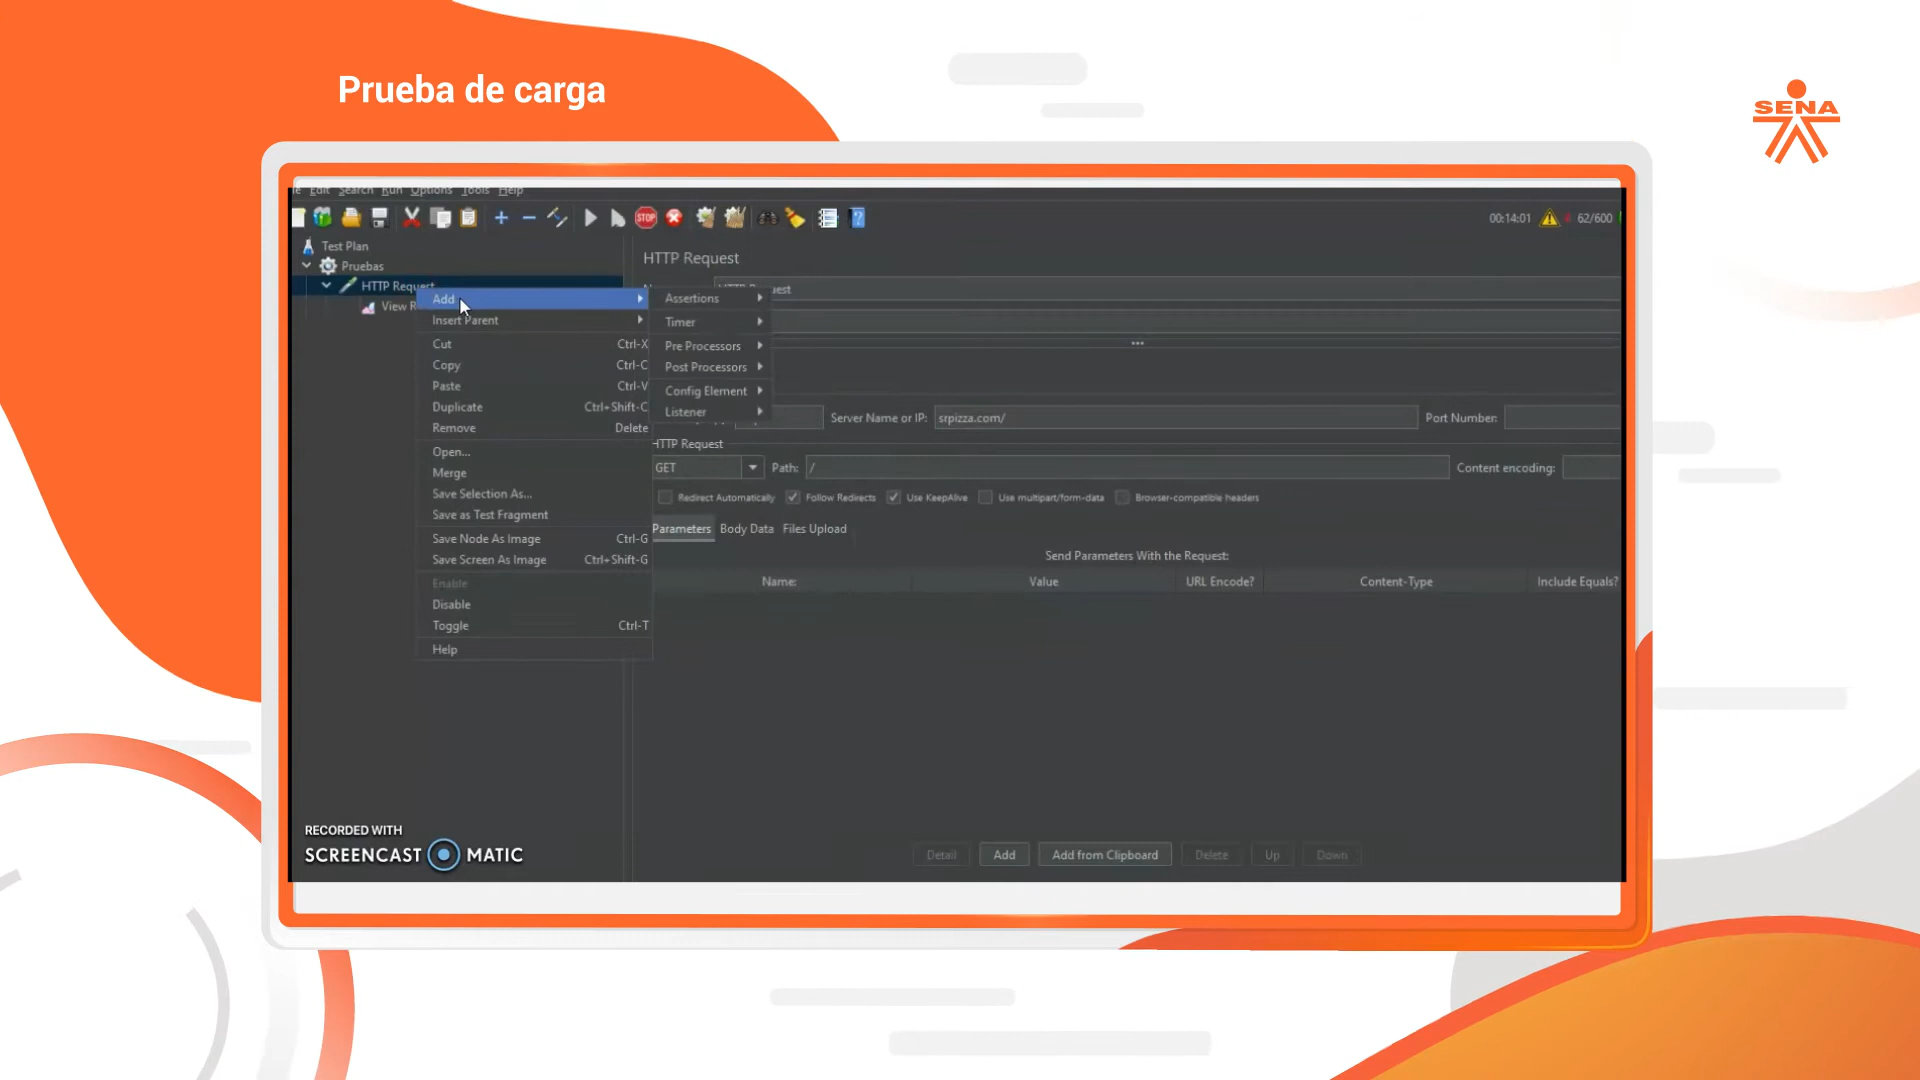 Prueba de carga
SENA
Edit Search Run Options Tools Help
STOP
00:14:01 62/600
Test Plan
Pruebas
HTTP Request
View R
Add
Insert Parent
Cut Ctrl-X
Copy Ctrl-C
Paste Ctrl-V
Duplicate Ctrl+Shift-C
Remove Delete
Open...
Merge
Save Selection As...
Save as Test Fragment
Save Node As Image Ctrl-G
Save Screen As Image Ctrl+Shift-G
Enable
Disable
Toggle Ctrl-T
Help
Assertions
Timer
Pre Processors
Post Processors
Config Element
Listener
HTTP Request
Server Name or IP: srpizza.com/ Port Number:
HTTP Request
GET Path: / Content encoding:
Redirect Automatically Follow Redirects Use KeepAlive Use multipart/form-data Browser-compatible headers
Parameters Body Data Files Upload
Send Parameters With the Request:
Name: Value URL Encode? Content-Type Include Equals?
Detail Add Add from Clipboard Delete Up Down
RECORDED WITH
SCREENCAST MATIC